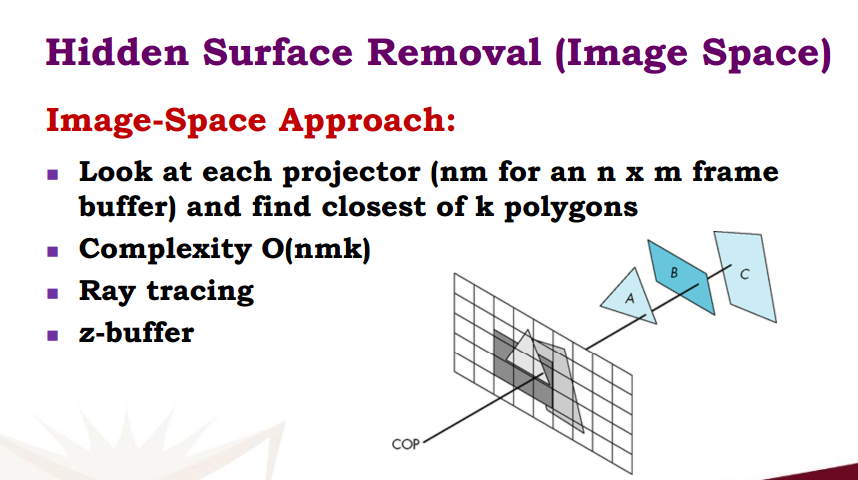 Hidden Surface Removal (Image Space)
Image-Space Approach:
Look at each projector (nm for an n x m frame
buffer) and find closest of k polygons
Complexity O(nmk)
Ray tracing
z-buffer
A
B
C
COP